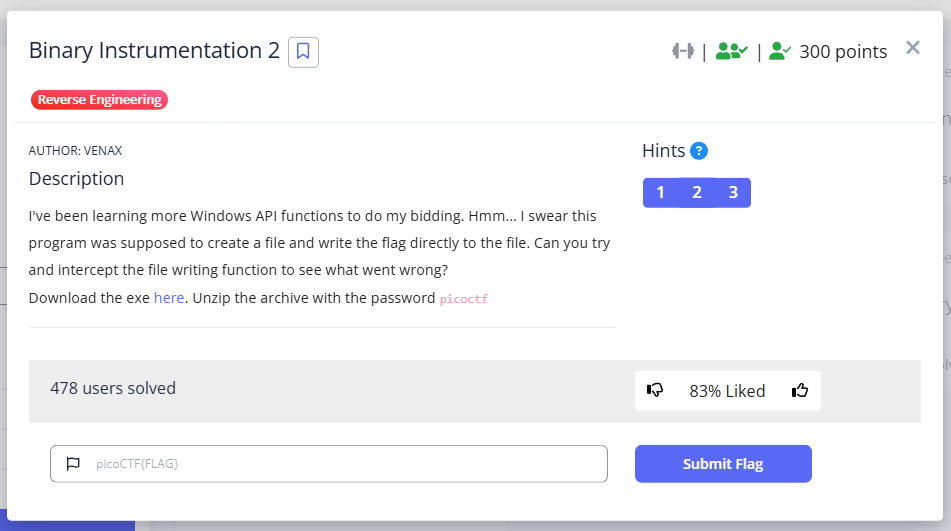 Binary Instrumentation 2
| | 300 points
Reverse Engineering
AUTHOR: VENAX
Description
I've been learning more Windows API functions to do my bidding. Hmm... I swear this
program was supposed to create a file and write the flag directly to the file. Can you try
and intercept the file writing function to see what went wrong?
Download the exe here. Unzip the archive with the password picoctf
Hints ?
1 2 3
478 users solved
83% Liked
picoCTF{FLAG}
Submit Flag